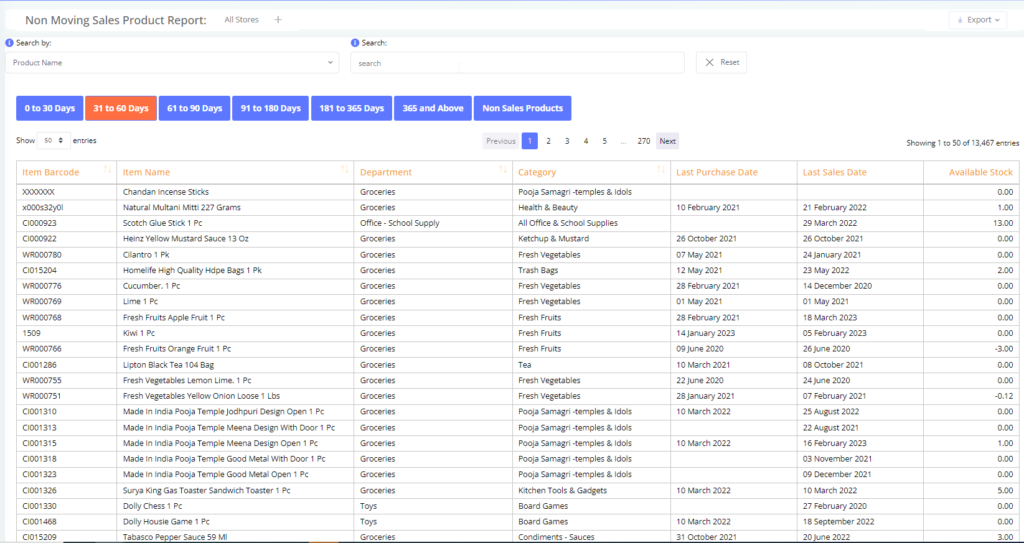 Non Moving Sales Product Report: All Stores + Export
Search by: Search:
Product Name search Reset
0 to 30 Days 31 to 60 Days 61 to 90 Days 91 to 180 Days 181 to 365 Days 365 and Above Non Sales Products
Show 50 entries Previous 1 2 3 4 5 ... 270 Next Showing 1 to 50 of 13,467 entries
Item Barcode Item Name Department Category Last Purchase Date Last Sales Date Available Stock
XXXXXXX Chandan Incense Sticks Groceries Pooja Samagri -temples & Idols 0.00
x000s32y0l Natural Multani Mitti 227 Grams Groceries Health & Beauty 10 February 2021 21 February 2022 1.00
CI000923 Scotch Glue Stick 1 Pc Office - School Supply All Office & School Supplies 29 March 2022 13.00
CI000922 Heinz Yellow Mustard Sauce 13 Oz Groceries Ketchup & Mustard 26 October 2021 26 October 2021 0.00
WR000780 Cilantro 1 Pk Groceries Fresh Vegetables 07 May 2021 24 January 2021 0.00
CI015204 Homelife High Quality Hdpe Bags 1 Pk Groceries Trash Bags 12 May 2021 23 May 2022 2.00
WR000776 Cucumber, 1 Pc Groceries Fresh Vegetables 28 February 2021 14 December 2020 0.00
WR000769 Lime 1 Pc Groceries Fresh Vegetables 01 May 2021 01 May 2021 0.00
WR000768 Fresh Fruits Apple Fruit 1 Pc Groceries Fresh Fruits 28 February 2021 18 March 2023 0.00
1509 Kiwi 1 Pc Groceries Fresh Fruits 14 January 2023 05 February 2023 0.00
WR000766 Fresh Fruits Orange Fruit 1 Pc Groceries Fresh Fruits 09 June 2020 26 June 2020 -3.00
CI001286 Lipton Black Tea 104 Bag Groceries Tea 10 March 2021 08 October 2021 0.00
WR000755 Fresh Vegetables Lemon Lime, 1 Pc Groceries Fresh Vegetables 22 June 2020 24 June 2020 0.00
WR000751 Fresh Vegetables Yellow Onion Loose 1 Lbs Groceries Fresh Vegetables 28 January 2021 07 February 2021 -0.12
CI001310 Made In India Pooja Temple Jodhpuri Design Open 1 Pc Groceries Pooja Samagri -temples & Idols 10 March 2022 25 August 2022 0.00
CI001313 Made In India Pooja Temple Meena Design With Door 1 Pc Groceries Pooja Samagri -temples & Idols 22 August 2021 0.00
CI001315 Made In India Pooja Temple Meena Design Open 1 Pc Groceries Pooja Samagri -temples & Idols 10 March 2022 16 February 2023 1.00
CI001318 Made In India Pooja Temple Good Metal With Door 1 Pc Groceries Pooja Samagri -temples & Idols 03 November 2021 0.00
CI001323 Made In India Pooja Temple Good Metal Open 1 Pc Groceries Pooja Samagri -temples & Idols 09 December 2021 0.00
CI001326 Surya King Gas Toaster Sandwich Toaster 1 Pc Groceries Kitchen Tools & Gadgets 10 March 2022 10 March 2022 5.00
CI001330 Dolly Chess 1 Pc Toys Board Games 27 February 2020 0.00
CI001468 Dolly Housie Game 1 Pc Toys Board Games 10 March 2022 18 September 2022 0.00
CI015209 Tabasco Pepper Sauce 59 Ml Groceries Condiments - Sauces 31 October 2021 20 June 2022 3.00